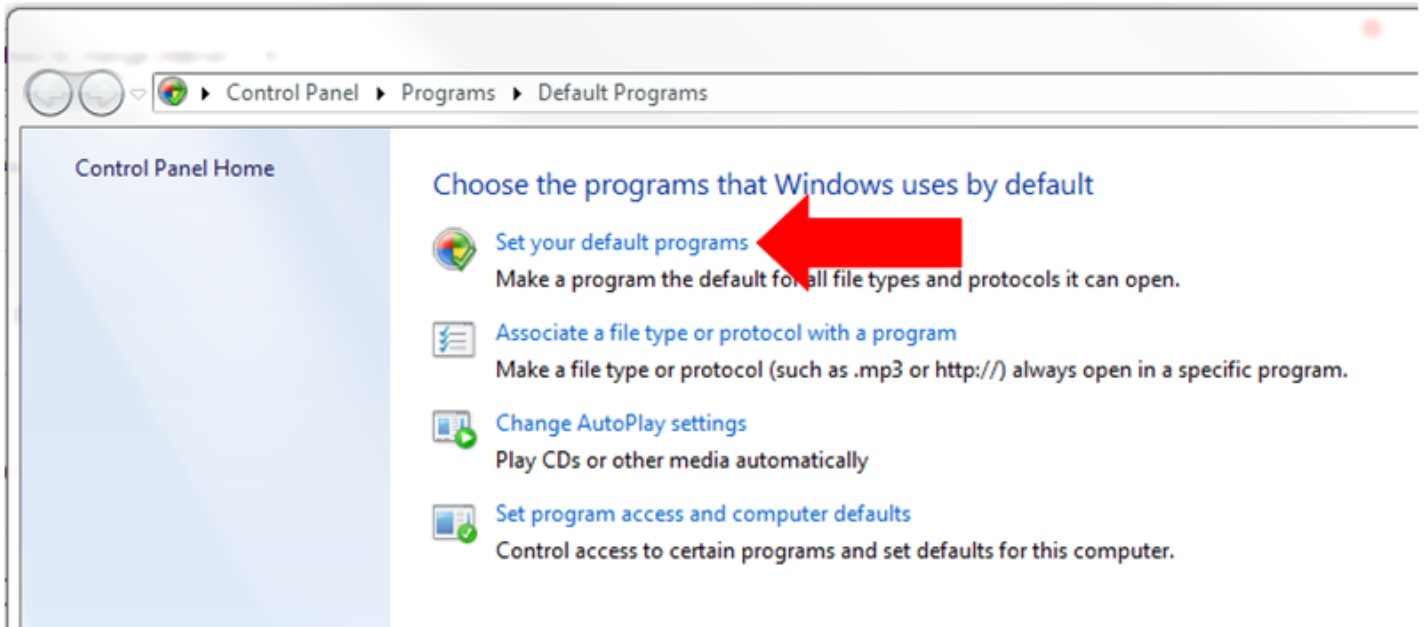 Control Panel Programs Default Programs
Control Panel Home
Choose the programs that Windows uses by default
Set your default programs
Make a program the default for all file types and protocols it can open.
Associate a file type or protocol with a program
Make a file type or protocol (such as .mp3 or http://) always open in a specific program.
Change AutoPlay settings
Play CDs or other media automatically
Set program access and computer defaults
Control access to certain programs and set defaults for this computer.